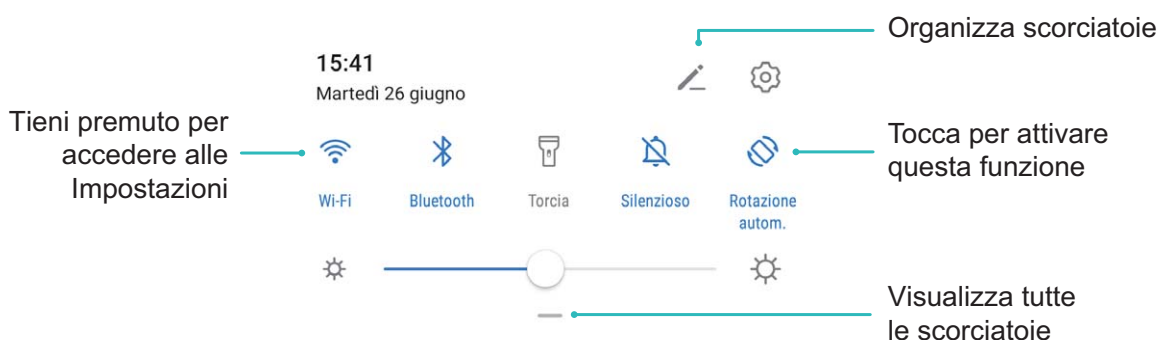 Organizza scorciatoie
15:41
Martedì 26 giugno
Tieni premuto per
accedere alle
Impostazioni
Tocca per attivare
questa funzione
Wi-Fi
Bluetooth
Torcia
Silenzioso
Rotazione
autom.
Visualizza tutte
le scorciatoie